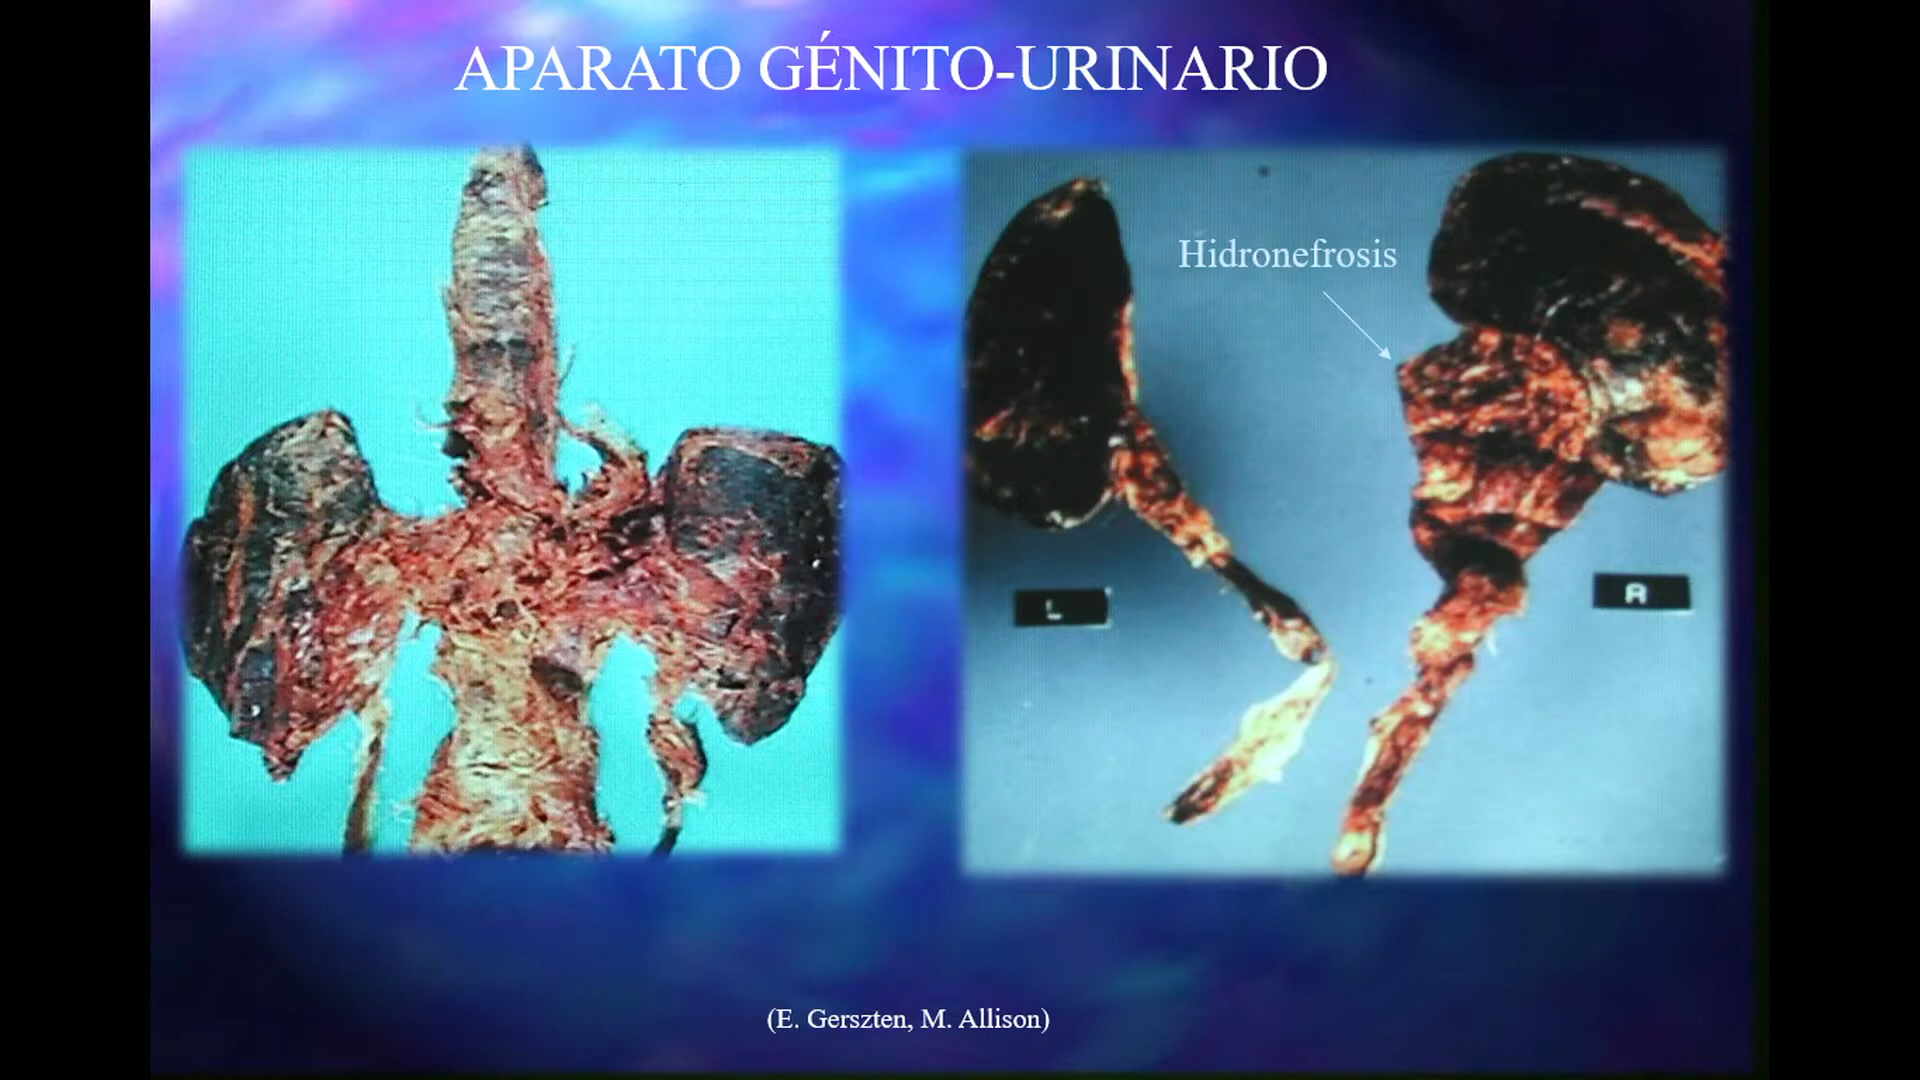 APARATO GÉNITO-URINARIO
Hidronefrosis
L
R
(E. Gerszten, M. Allison)